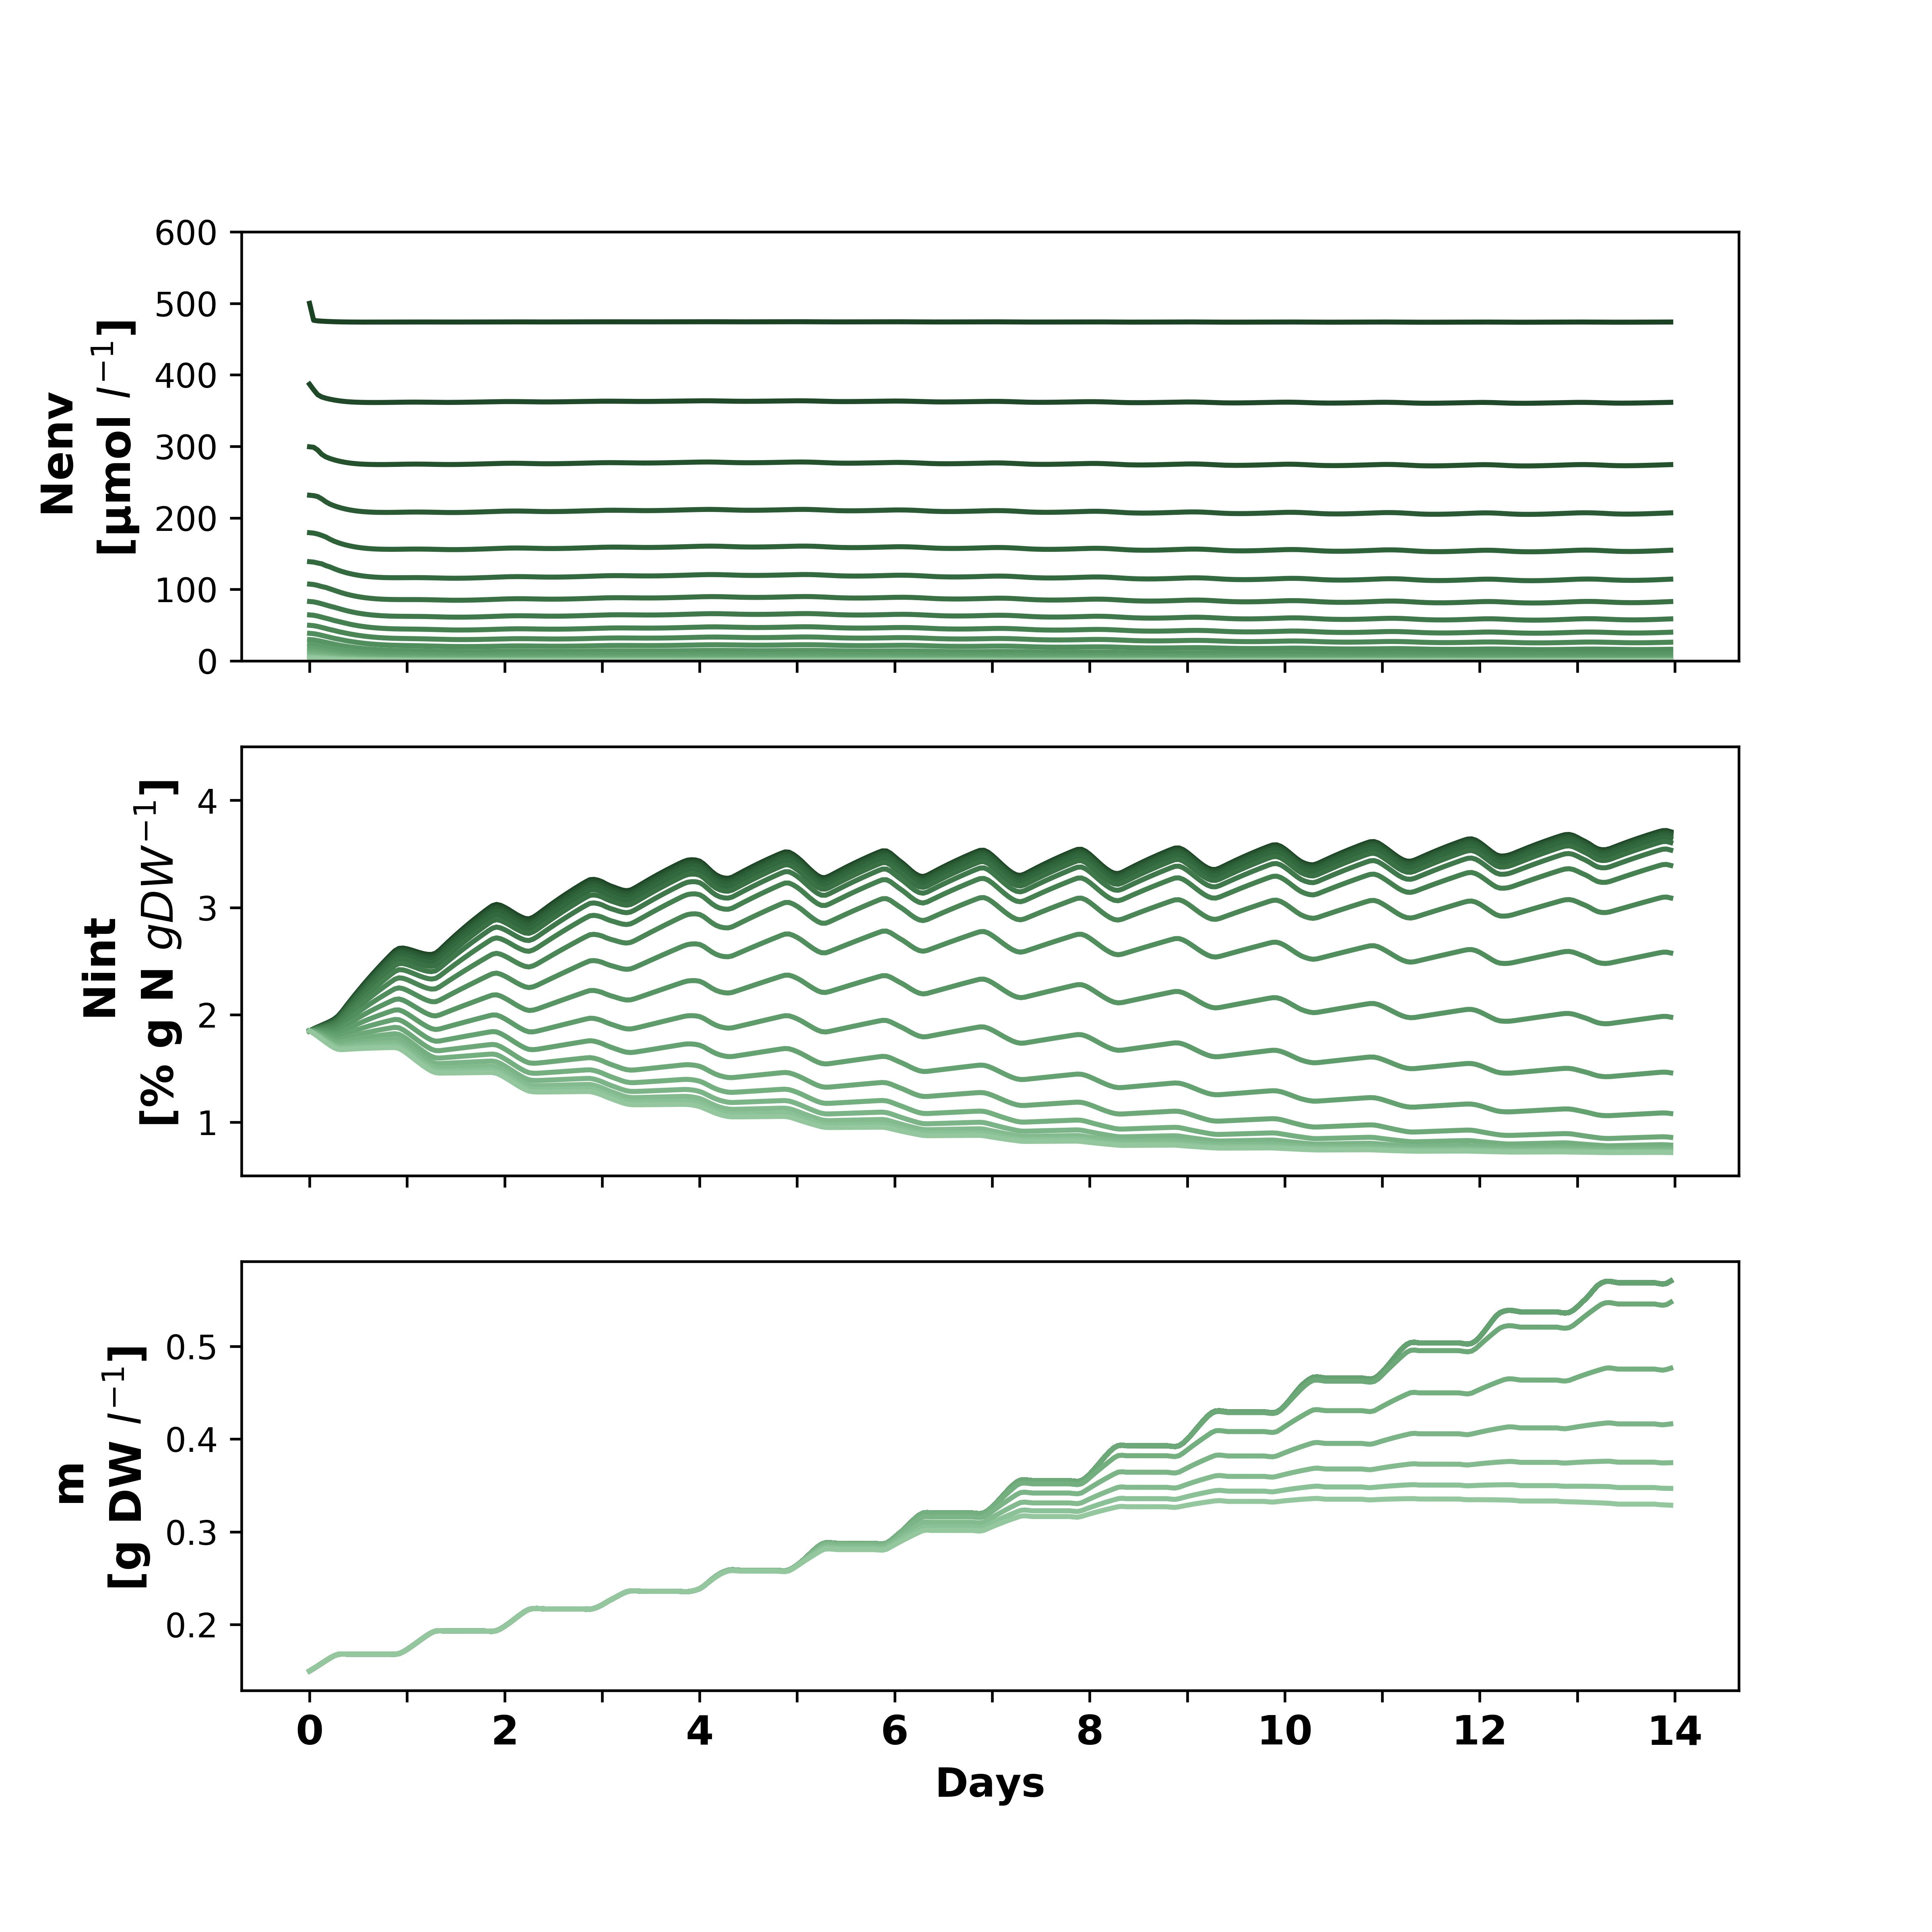 600
500
400
300
200
100
0
Nenv
[µmol l⁻¹]
4
3
2
1
Nint
[% g N gDW⁻¹]
0.5
0.4
0.3
0.2
m
[g DW l⁻¹]
0 2 4 6 8 10 12 14
Days